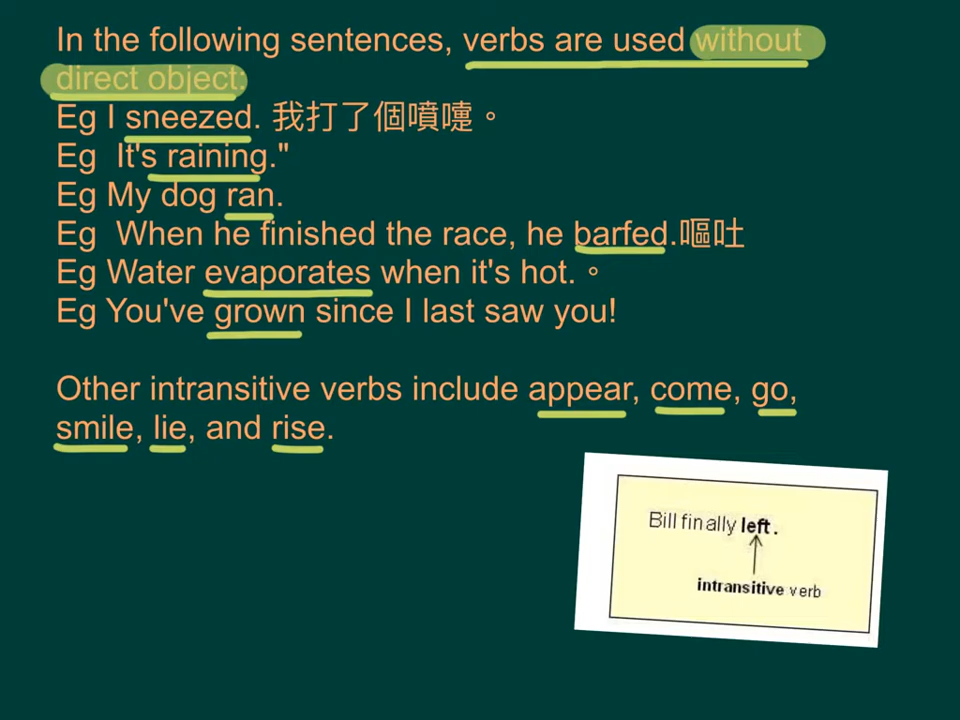 In the following sentences, verbs are used without
direct object:
Eg I sneezed. 我打了個噴嚏。
Eg  It's raining."
Eg My dog ran.
Eg  When he finished the race, he barfed.嘔吐
Eg Water evaporates when it's hot.。
Eg You've grown since I last saw you!
Other intransitive verbs include appear, come, go,
smile, lie, and rise.
Bill finally left.
intransitive verb